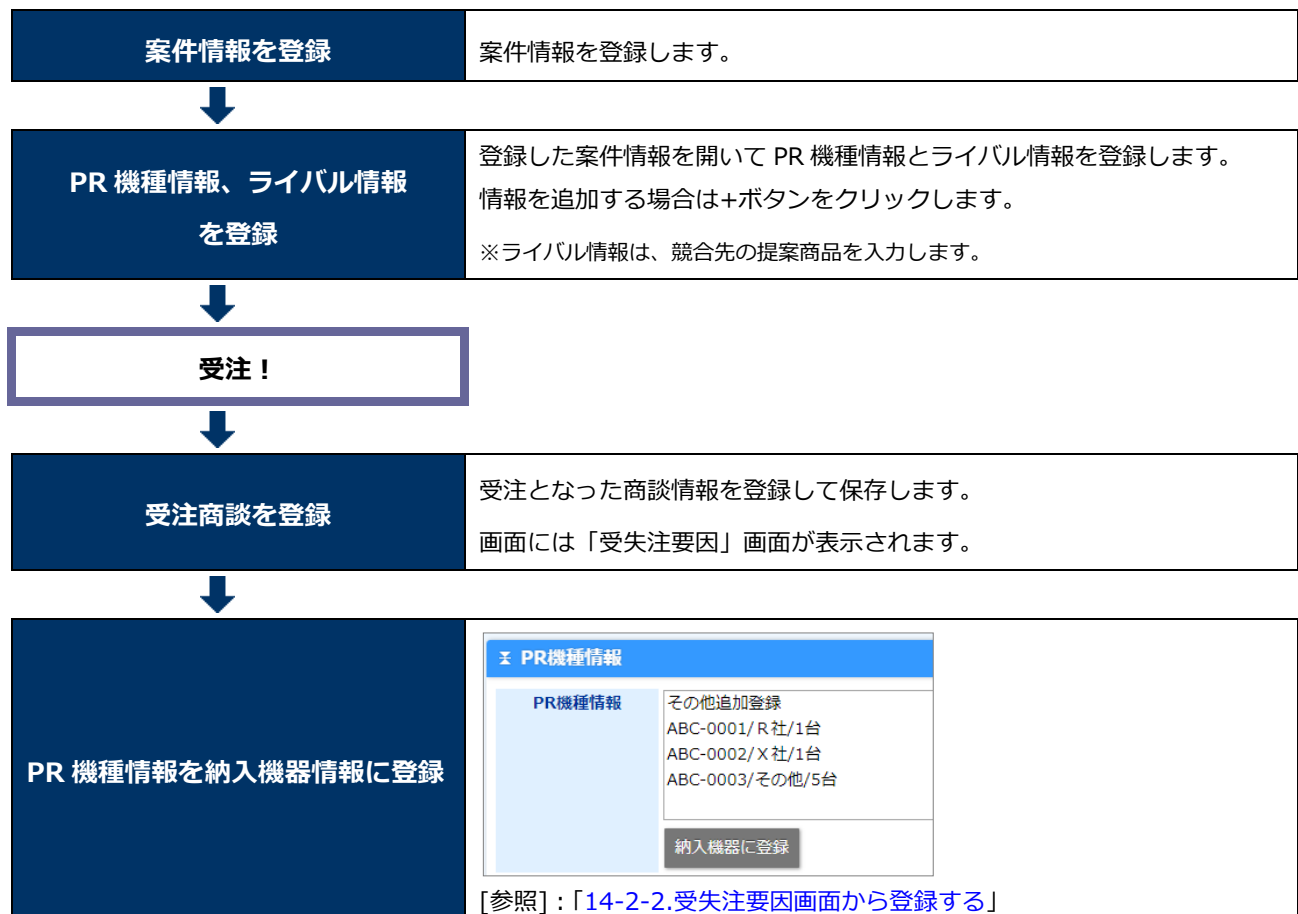 案件情報を登録
案件情報を登録します。
PR 機種情報、ライバル情報
を登録
登録した案件情報を開いて PR 機種情報とライバル情報を登録します。
情報を追加する場合は+ボタンをクリックします。
※ライバル情報は、競合先の提案商品を入力します。
受注！
受注商談を登録
受注となった商談情報を登録して保存します。
画面には「受失注要因」画面が表示されます。
PR 機種情報を納入機器情報に登録
PR機種情報
PR機種情報
その他追加登録
ABC-0001/Ｒ社/1台
ABC-0002/Ｘ社/1台
ABC-0003/その他/5台
納入機器に登録
[参照]：「14-2-2.受失注要因画面から登録する」